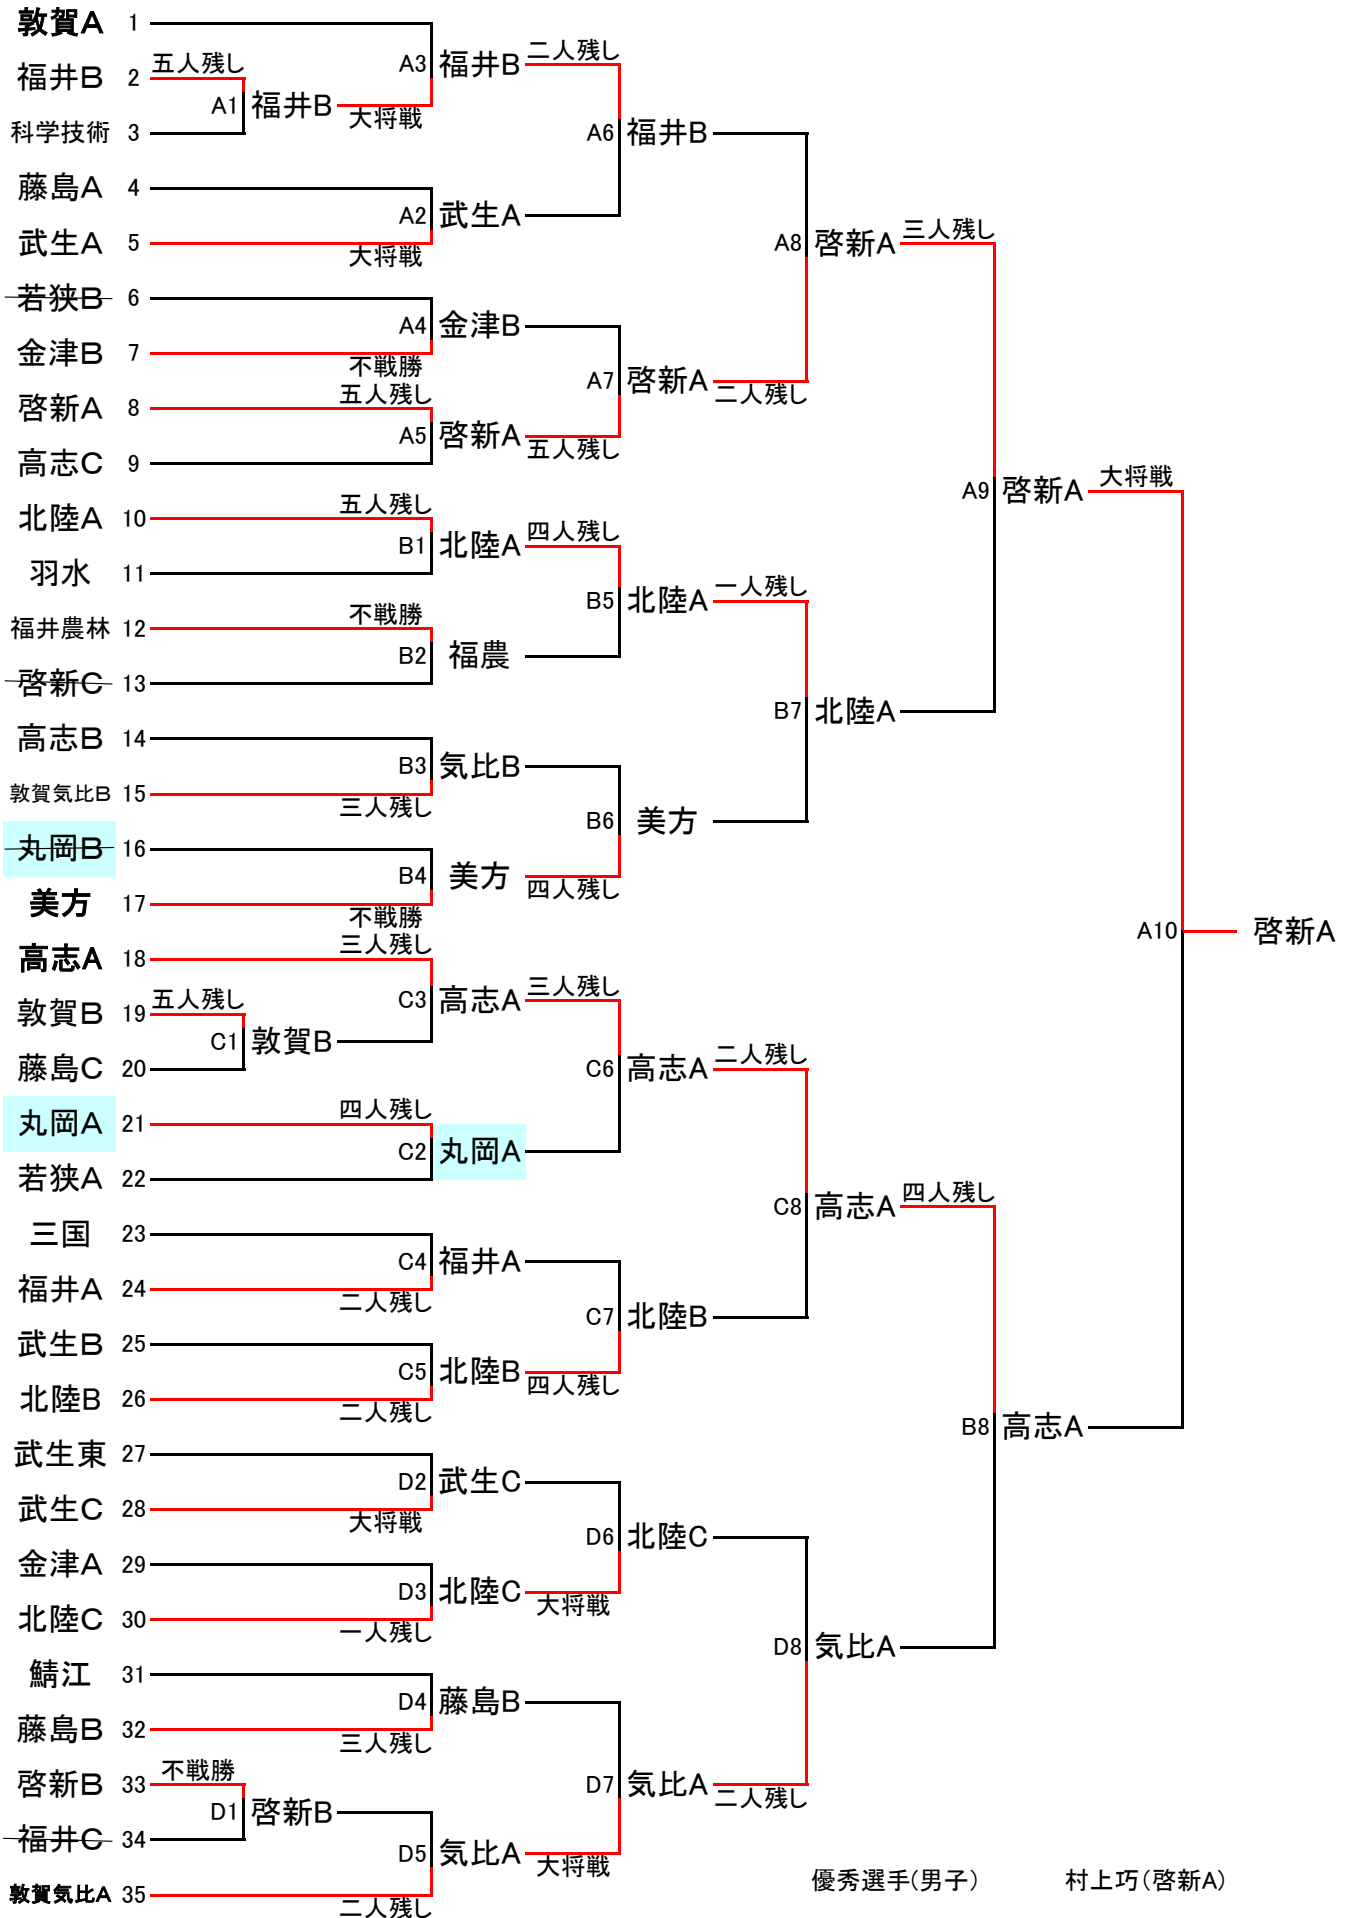 敦賀A 1
福井B 2 五人残し
A1 福井B 大将戦
科学技術 3
A3 福井B 二人残し
藤島A 4
A2 武生A
武生A 5 大将戦
A6 福井B
若狭B 6
A4 金津B
金津B 7 不戦勝
啓新A 8 五人残し
A5 啓新A 五人残し
高志C 9
A7 啓新A 二人残し
A8 啓新A 三人残し
北陸A 10 五人残し
B1 北陸A 四人残し
羽水 11
福井農林 12 不戦勝
B2 福農
啓新C 13
B5 北陸A 一人残し
高志B 14
B3 気比B
敦賀気比B 15 三人残し
丸岡B 16
B4 美方 四人残し
美方 17 不戦勝
B6 美方
B7 北陸A
A9 啓新A 大将戦
高志A 18 三人残し
敦賀B 19 五人残し
C1 敦賀B
藤島C 20
C3 高志A 三人残し
丸岡A 21 四人残し
C2 丸岡A
若狭A 22
C6 高志A 二人残し
三国 23
C4 福井A
福井A 24 二人残し
武生B 25
C5 北陸B 四人残し
北陸B 26 二人残し
C7 北陸B
C8 高志A 四人残し
武生東 27
D2 武生C
武生C 28 大将戦
金津A 29
D3 北陸C 大将戦
北陸C 30 一人残し
D6 北陸C
鯖江 31
D4 藤島B
藤島B 32 三人残し
啓新B 33 不戦勝
D1 啓新B
福井C 34
D5 気比A 大将戦
敦賀気比A 35 二人残し
D7 気比A 二人残し
D8 気比A
B8 高志A
A10 啓新A
優秀選手(男子) 村上巧(啓新A)